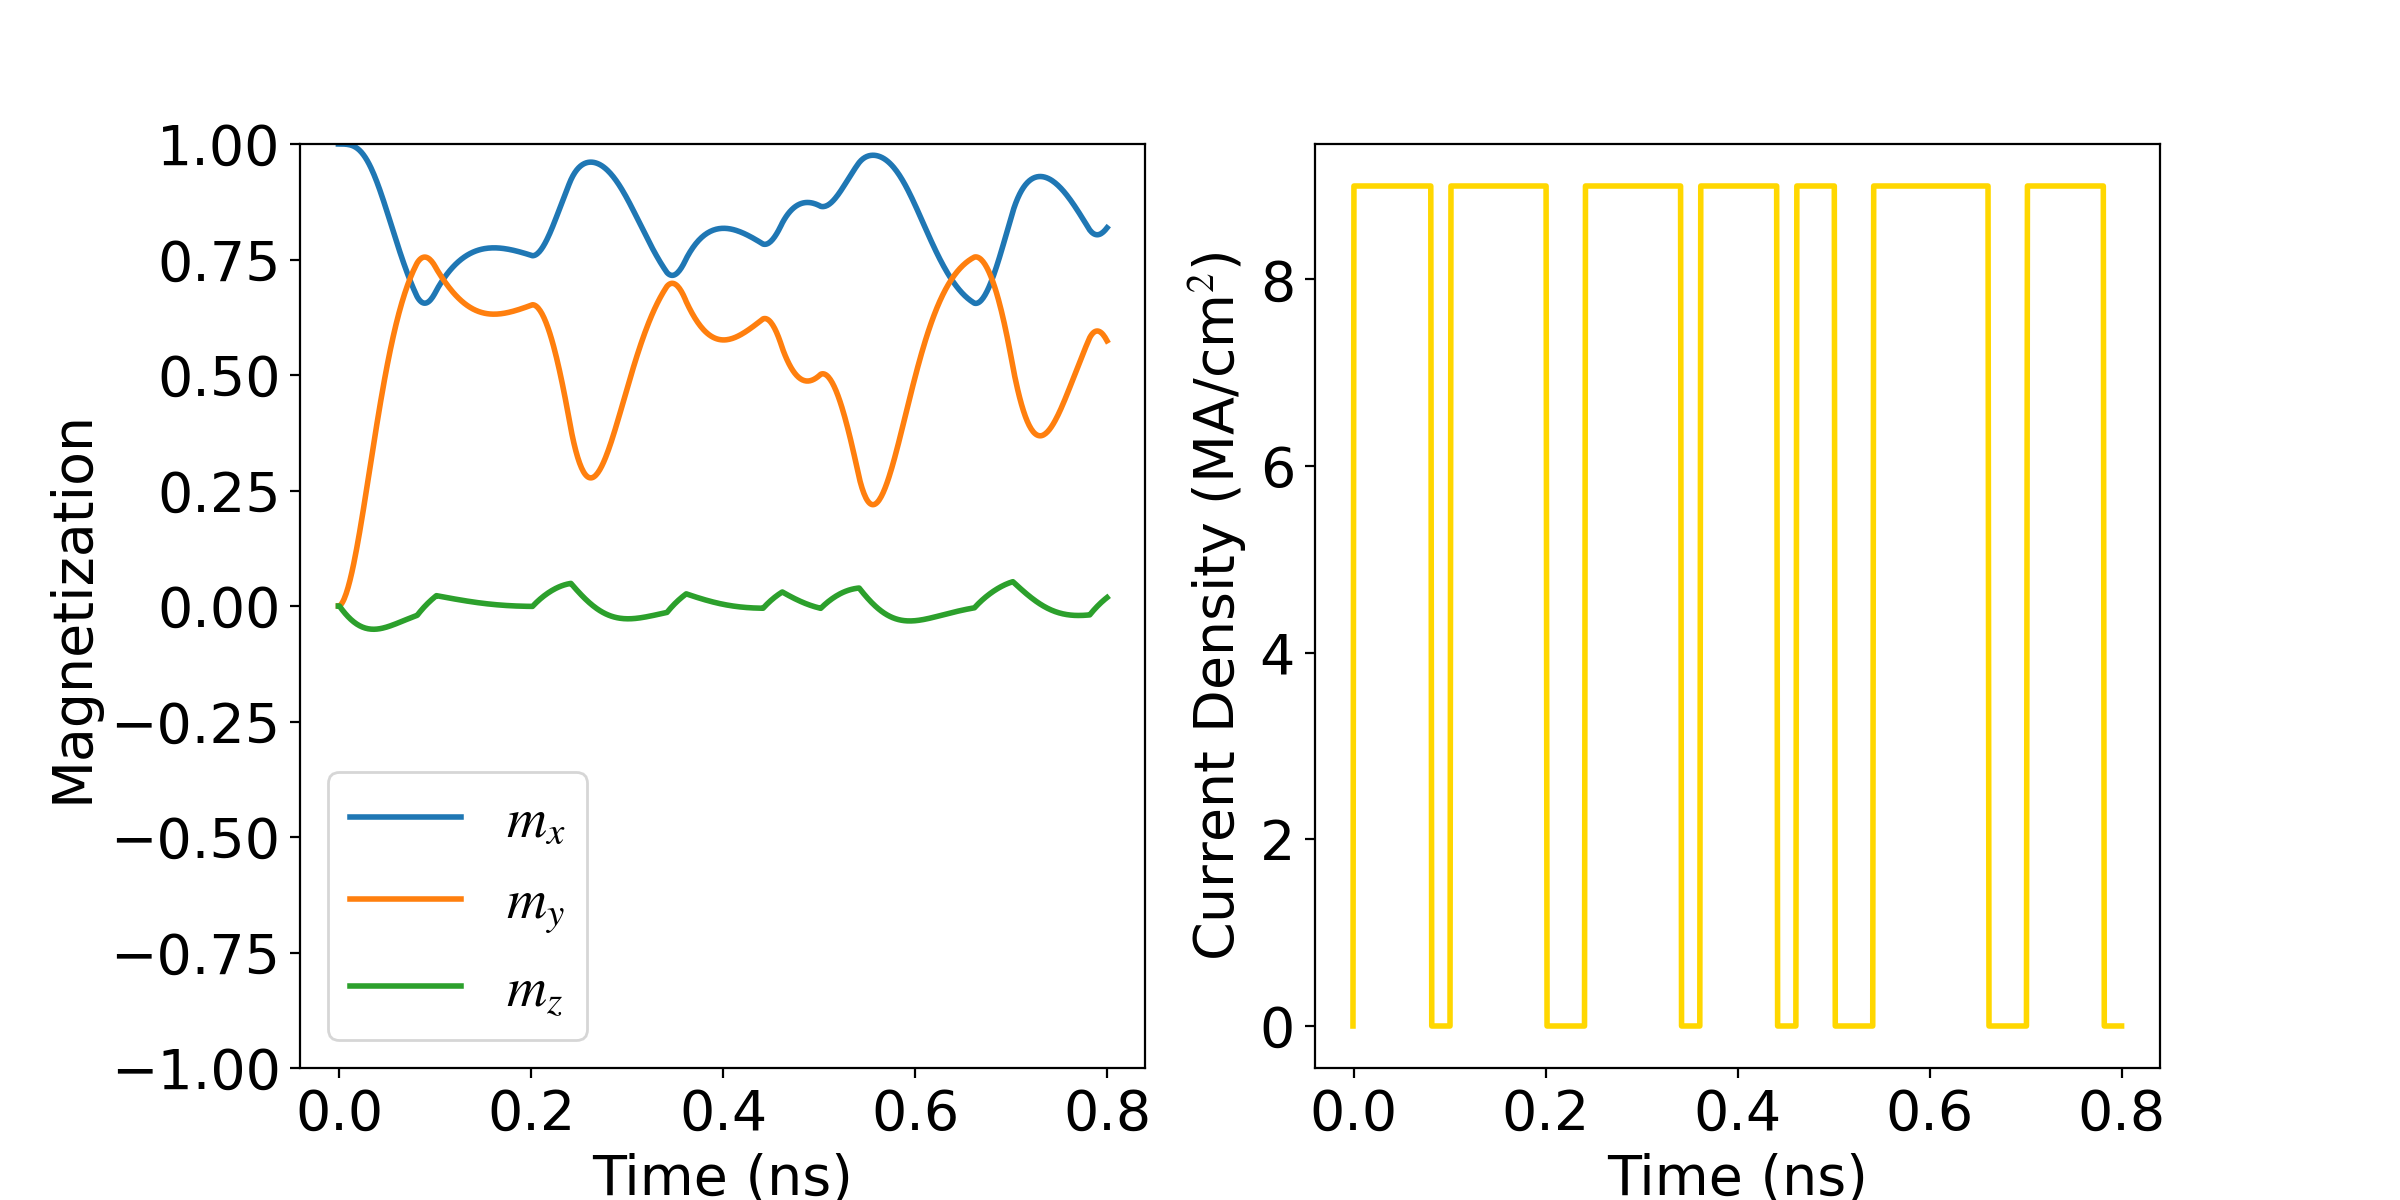 Magnetization
1.00
0.75
0.50
0.25
0.00
−0.25
−0.50
−0.75
−1.00
m_x
m_y
m_z
0.0 0.2 0.4 0.6 0.8
Time (ns)
Current Density (MA/cm²)
8
6
4
2
0
0.0 0.2 0.4 0.6 0.8
Time (ns)